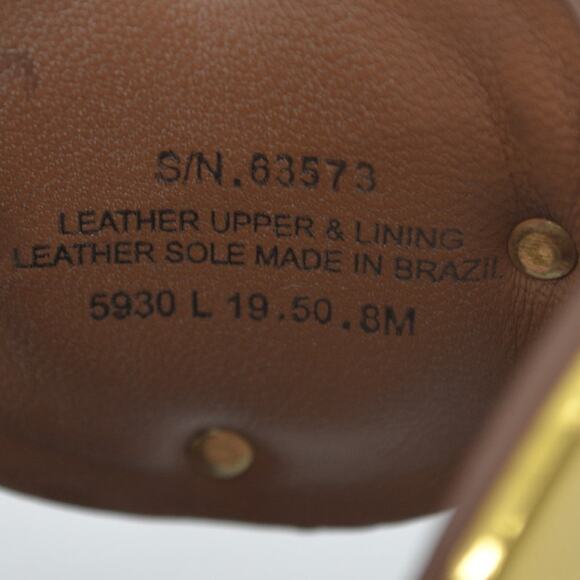 S/N.63573
LEATHER UPPER & LINING
LEATHER SOLE MADE IN BRAZiL.
5930 L 19.50.8M